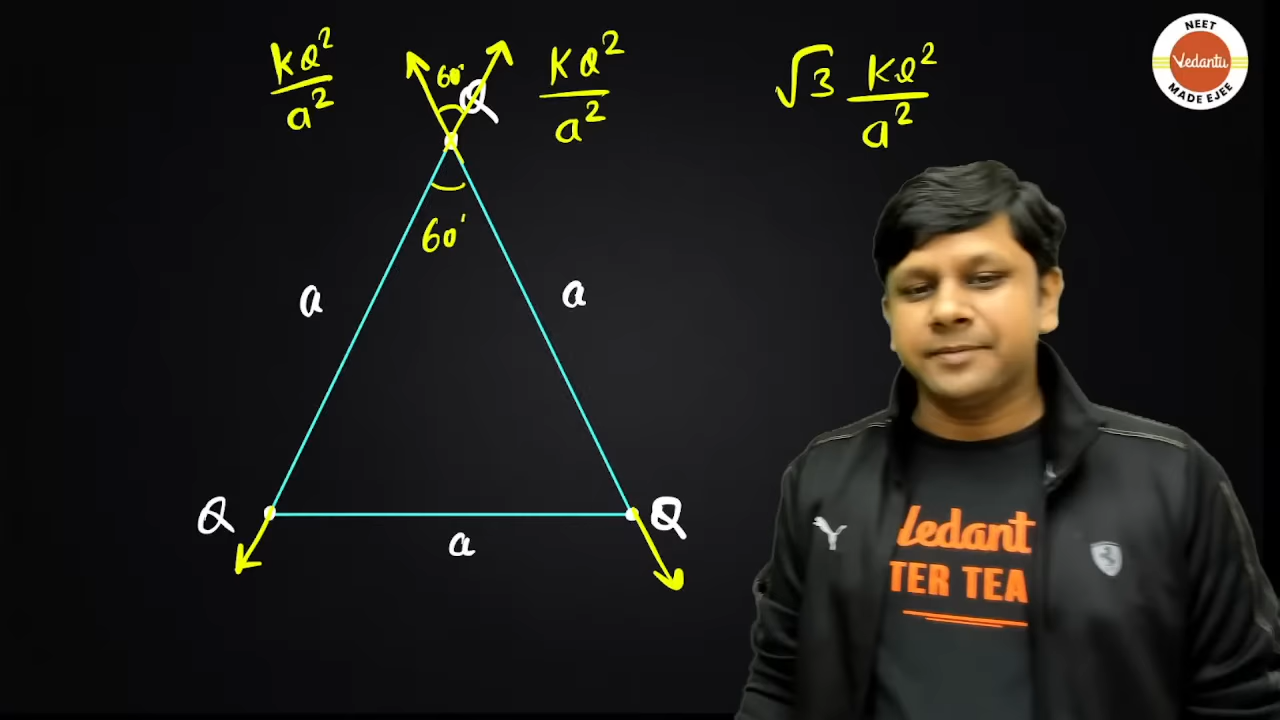 kQ²/a²
60°
Q
KQ²/a²
√3 KQ²/a²
60°
a
a
Q
Q
a
NEET
Vedantu
MADE EJEE
Vedant
TER TEA